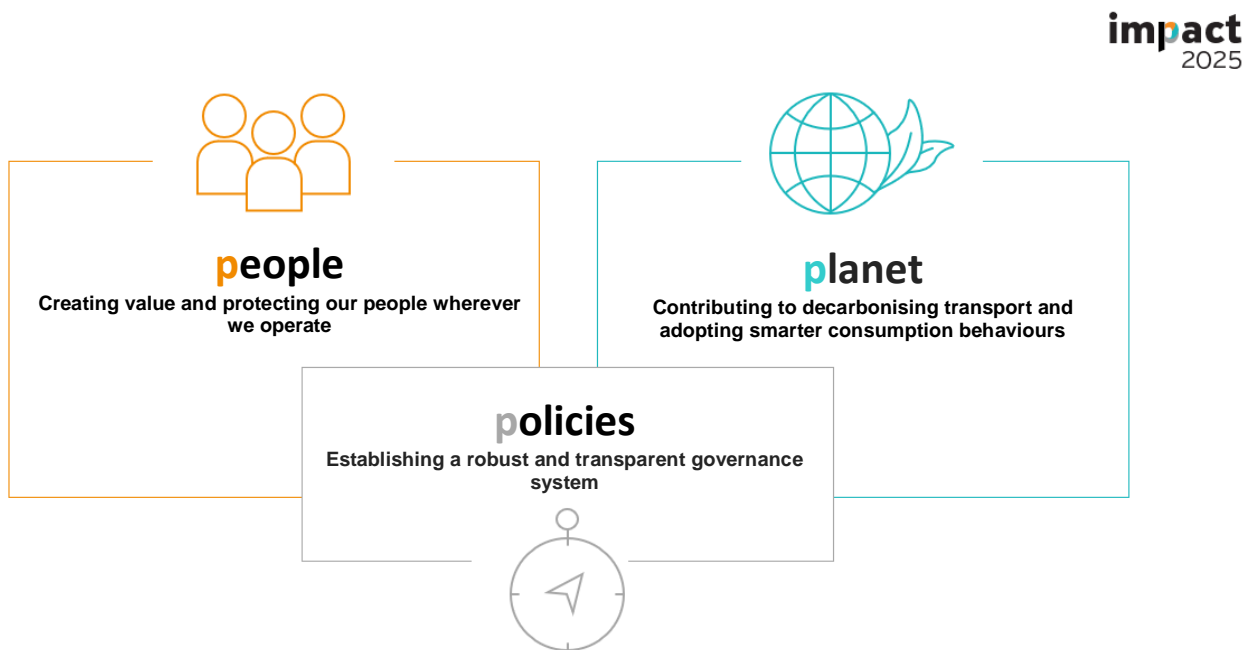 impact
2025
people
Creating value and protecting our people wherever
we operate
planet
Contributing to decarbonising transport and
adopting smarter consumption behaviours
policies
Establishing a robust and transparent governance
system